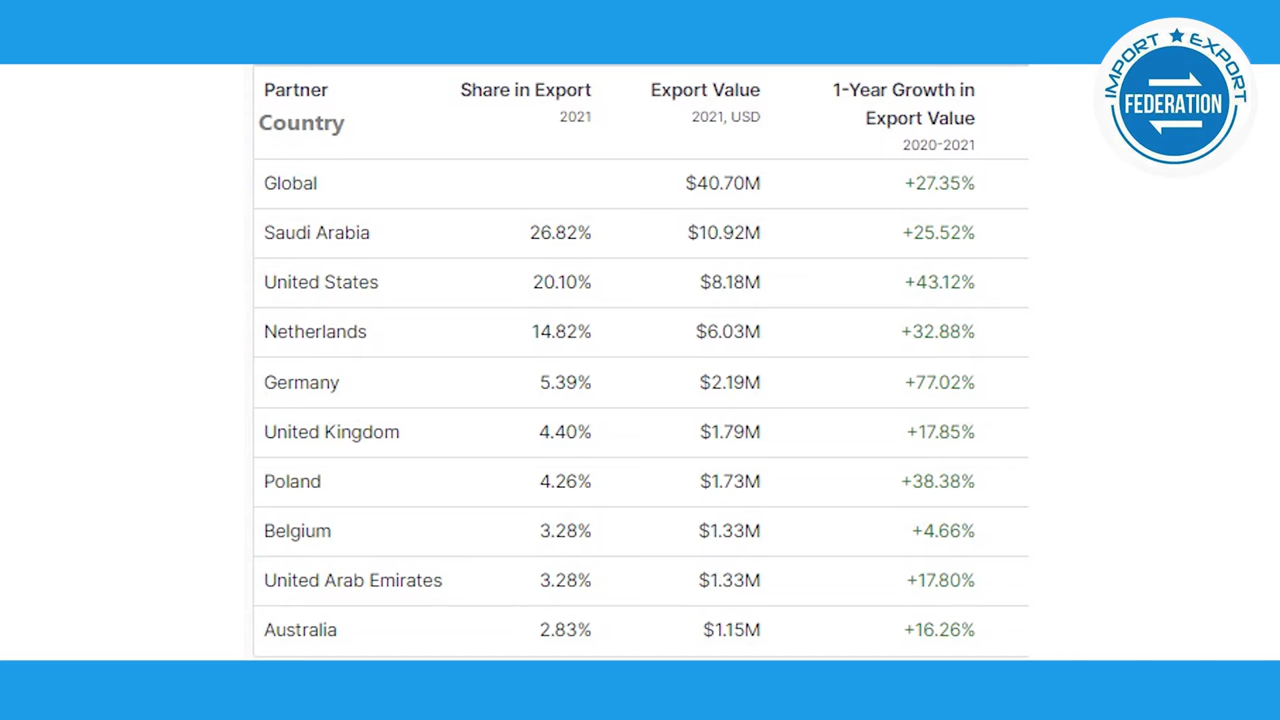 IMPORT ★ EXPORT
FEDERATION
Partner Share in Export Export Value 1-Year Growth in
Country 2021 2021, USD Export Value
2020-2021
Global $40.70M +27.35%
Saudi Arabia 26.82% $10.92M +25.52%
United States 20.10% $8.18M +43.12%
Netherlands 14.82% $6.03M +32.88%
Germany 5.39% $2.19M +77.02%
United Kingdom 4.40% $1.79M +17.85%
Poland 4.26% $1.73M +38.38%
Belgium 3.28% $1.33M +4.66%
United Arab Emirates 3.28% $1.33M +17.80%
Australia 2.83% $1.15M +16.26%